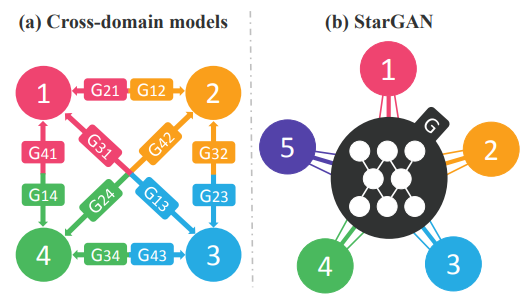 (a) Cross-domain models
(b) StarGAN
1
G21 G12
2
G41
G31
G42
G32
G14
G24
G13
G23
4
G34 G43
3
1
G
5
2
4
3